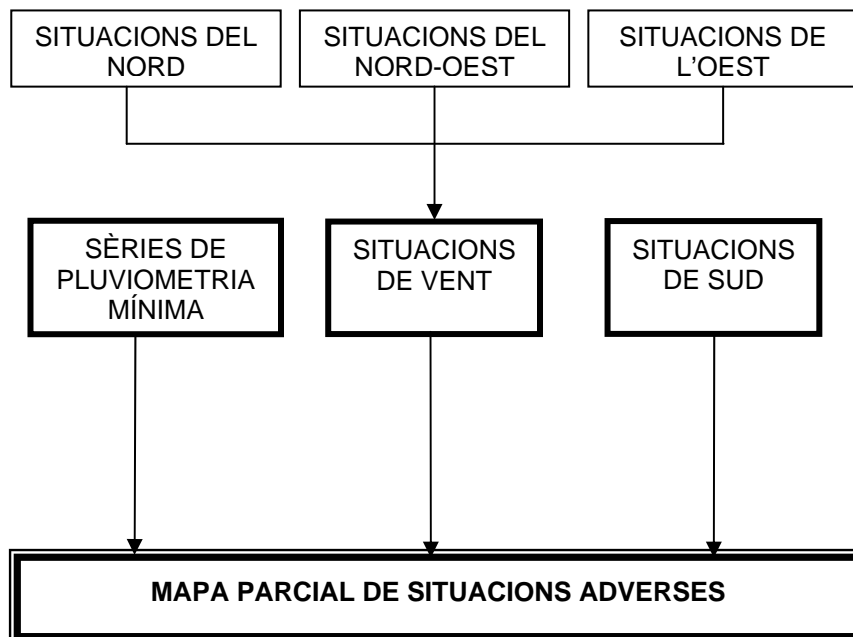 SITUACIONS DEL
NORD
SITUACIONS DEL
NORD-OEST
SITUACIONS DE
L'OEST
SÈRIES DE
PLUVIOMETRIA
MÍNIMA
SITUACIONS
DE VENT
SITUACIONS
DE SUD
MAPA PARCIAL DE SITUACIONS ADVERSES